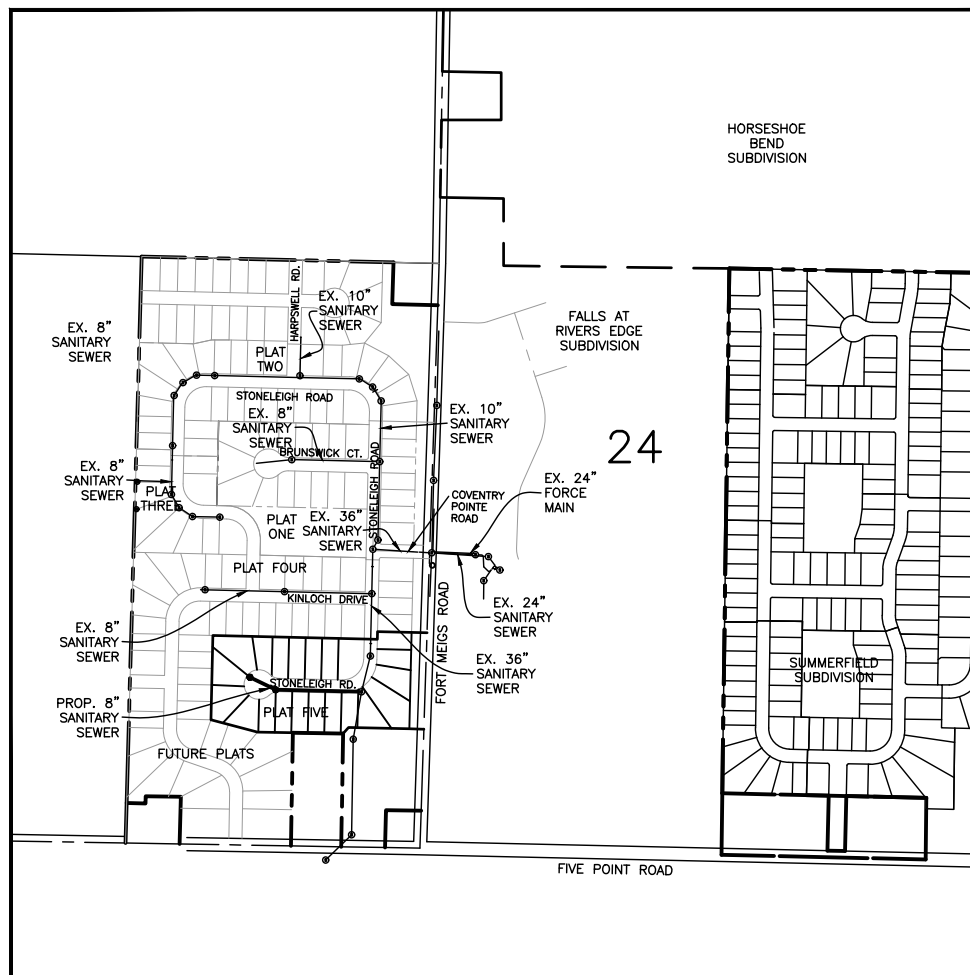 HORSESHOE
BEND
SUBDIVISION
HARPSWELL RD.
EX. 10"
SANITARY
SEWER
EX. 8"
SANITARY
SEWER
FALLS AT
RIVERS EDGE
SUBDIVISION
PLAT
TWO
STONELEIGH ROAD
EX. 8"
SANITARY
SEWER
EX. 10"
SANITARY
SEWER
24
BRUNSWICK CT.
STONELEIGH ROAD
EX. 8"
SANITARY
SEWER
PLAT
THREE
PLAT
ONE
EX. 36"
SANITARY
SEWER
COVENTRY
POINTE
ROAD
EX. 24"
FORCE
MAIN
PLAT FOUR
KINLOCH DRIVE
FORT MEIGS ROAD
EX. 24"
SANITARY
SEWER
EX. 8"
SANITARY
SEWER
EX. 36"
SANITARY
SEWER
SUMMERFIELD
SUBDIVISION
STONELEIGH RD.
PROP. 8"
SANITARY
SEWER
PLAT FIVE
FUTURE PLATS
FIVE POINT ROAD